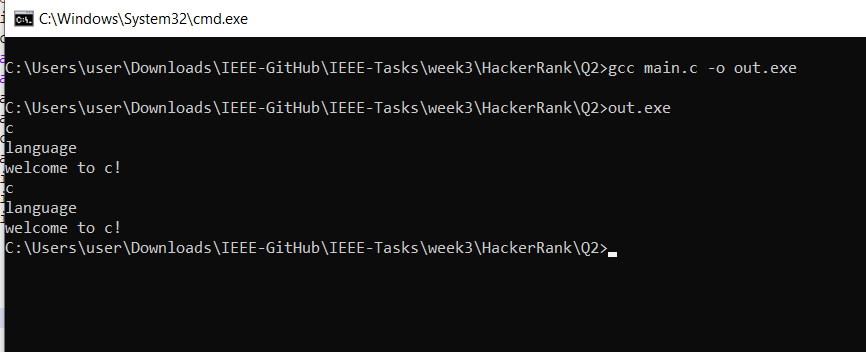 C:\Windows\System32\cmd.exe
C:\Users\user\Downloads\IEEE-GitHub\IEEE-Tasks\week3\HackerRank\Q2>gcc main.c -o out.exe
C:\Users\user\Downloads\IEEE-GitHub\IEEE-Tasks\week3\HackerRank\Q2>out.exe
c
language
welcome to c!
c
language
welcome to c!
C:\Users\user\Downloads\IEEE-GitHub\IEEE-Tasks\week3\HackerRank\Q2>